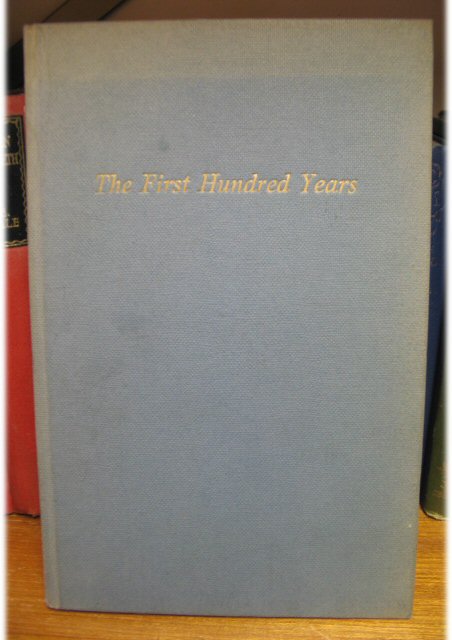 The First Hundred Years